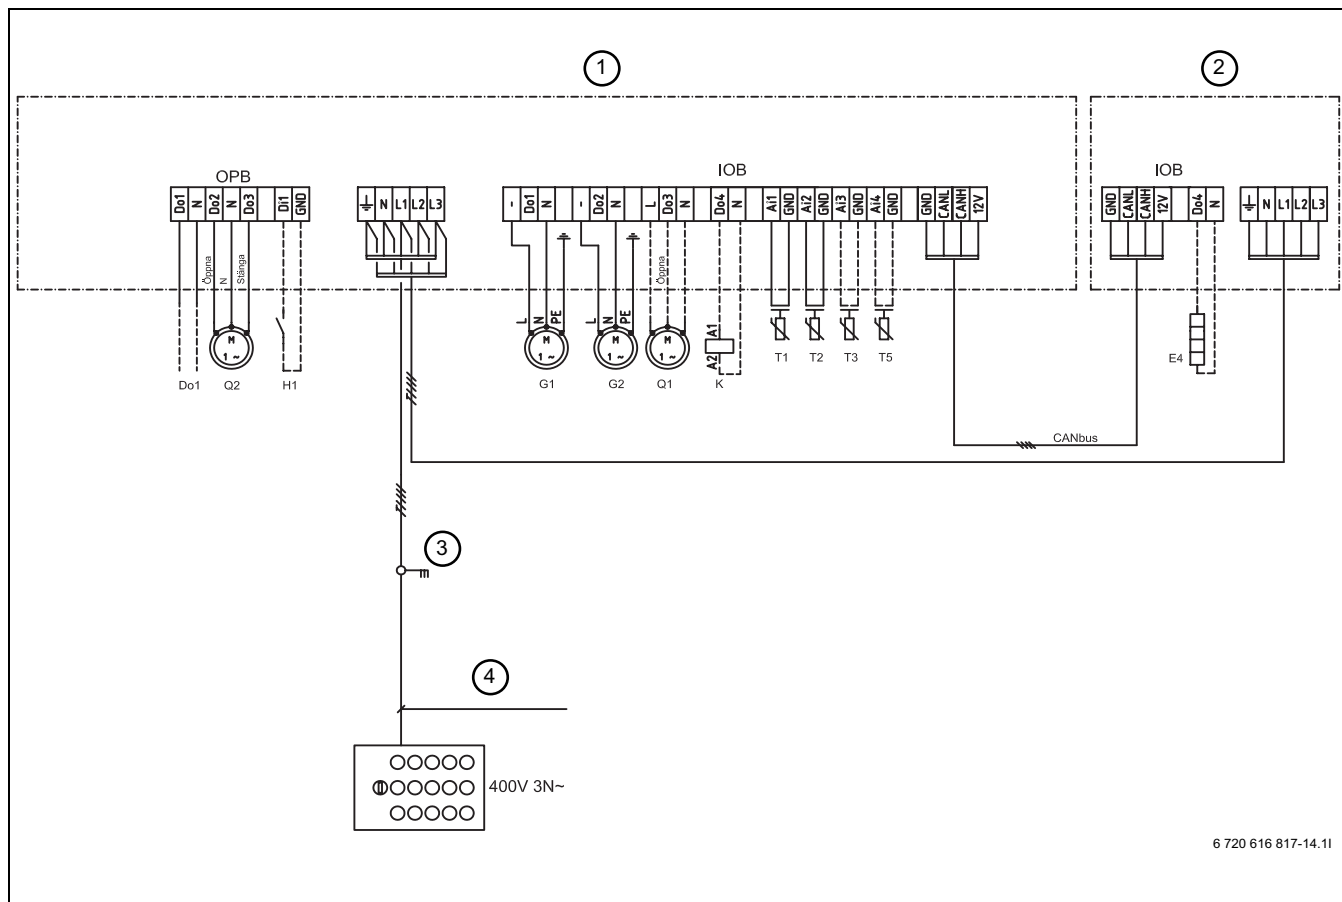 1
2
OPB
IOB
IOB
Do1 N Do2 N Do3 Di1 GND
N L1 L2 L3
- Do1 N - Do2 N L Do3 N Do4 N Ai1 GND Ai2 GND Ai3 GND Ai4 GND GND CANL CANH 12V
GND CANL CANH 12V Do4 N
N L1 L2 L3
Öppna
N
Stänga
Öppna
L N PE
L N PE
A1
A2
M
1 ~
M
1 ~
M
1 ~
M
1 ~
Do1
Q2
H1
G1
G2
Q1
K
T1
T2
T3
T5
E4
CANbus
3
4
400V 3N~
6 720 616 817-14.1I